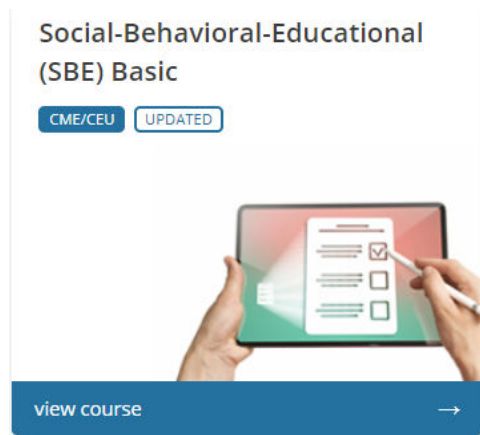 Social-Behavioral-Educational
(SBE) Basic
CME/CEU UPDATED
view course →